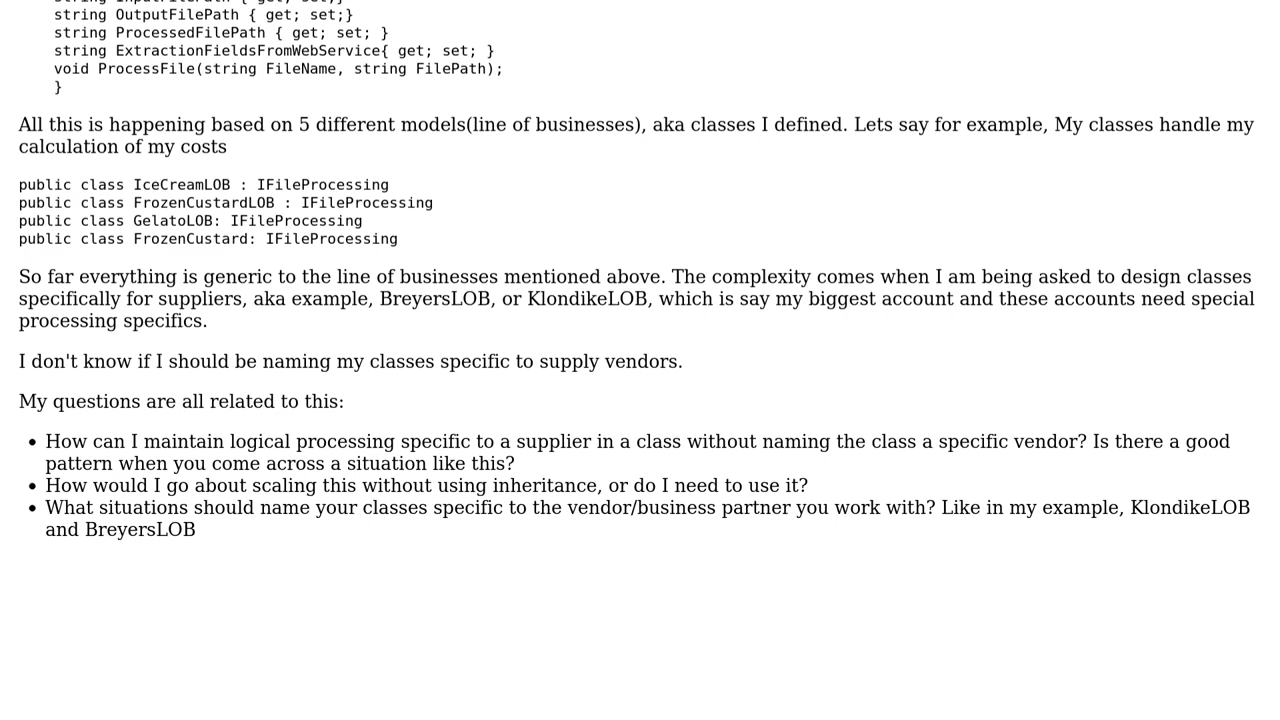 string InputFilePath { get; set;}
string OutputFilePath { get; set;}
string ProcessedFilePath { get; set; }
string ExtractionFieldsFromWebService{ get; set; }
void ProcessFile(string FileName, string FilePath);
}
All this is happening based on 5 different models(line of businesses), aka classes I defined. Lets say for example, My classes handle my
calculation of my costs
public class IceCreamLOB : IFileProcessing
public class FrozenCustardLOB : IFileProcessing
public class GelatoLOB: IFileProcessing
public class FrozenCustard: IFileProcessing
So far everything is generic to the line of businesses mentioned above. The complexity comes when I am being asked to design classes
specifically for suppliers, aka example, BreyersLOB, or KlondikeLOB, which is say my biggest account and these accounts need special
processing specifics.
I don't know if I should be naming my classes specific to supply vendors.
My questions are all related to this:
• How can I maintain logical processing specific to a supplier in a class without naming the class a specific vendor? Is there a good
pattern when you come across a situation like this?
• How would I go about scaling this without using inheritance, or do I need to use it?
• What situations should name your classes specific to the vendor/business partner you work with? Like in my example, KlondikeLOB
and BreyersLOB